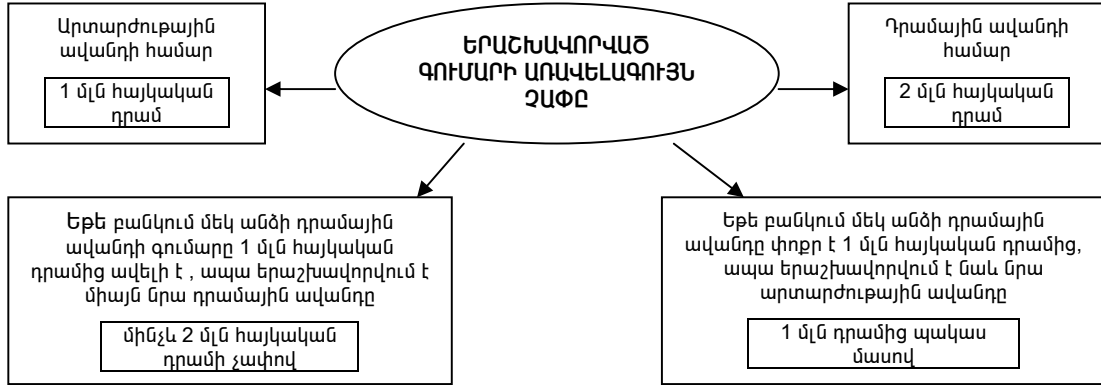 Արտարժութային
ավանդի համար
1 մլն հայկական
դրամ
ԵՐԱՇԽԱՎՈՐՎԱԾ
ԳՈՒՄԱՐԻ ԱՌԱՎԵԼԱԳՈՒՅՆ
ՉԱՓԸ
Դրամային ավանդի
համար
2 մլն հայկական
դրամ
Եթե բանկում մեկ անձի դրամային
ավանդի գումարը 1 մլն հայկական
դրամից ավելի է , ապա երաշխավորվում է
միայն նրա դրամային ավանդը
մինչև 2 մլն հայկական
դրամի չափով
Եթե բանկում մեկ անձի դրամային
ավանդը փոքր է 1 մլն հայկական դրամից,
ապա երաշխավորվում է նաև նրա
արտարժութային ավանդը
1 մլն դրամից պակաս
մասով